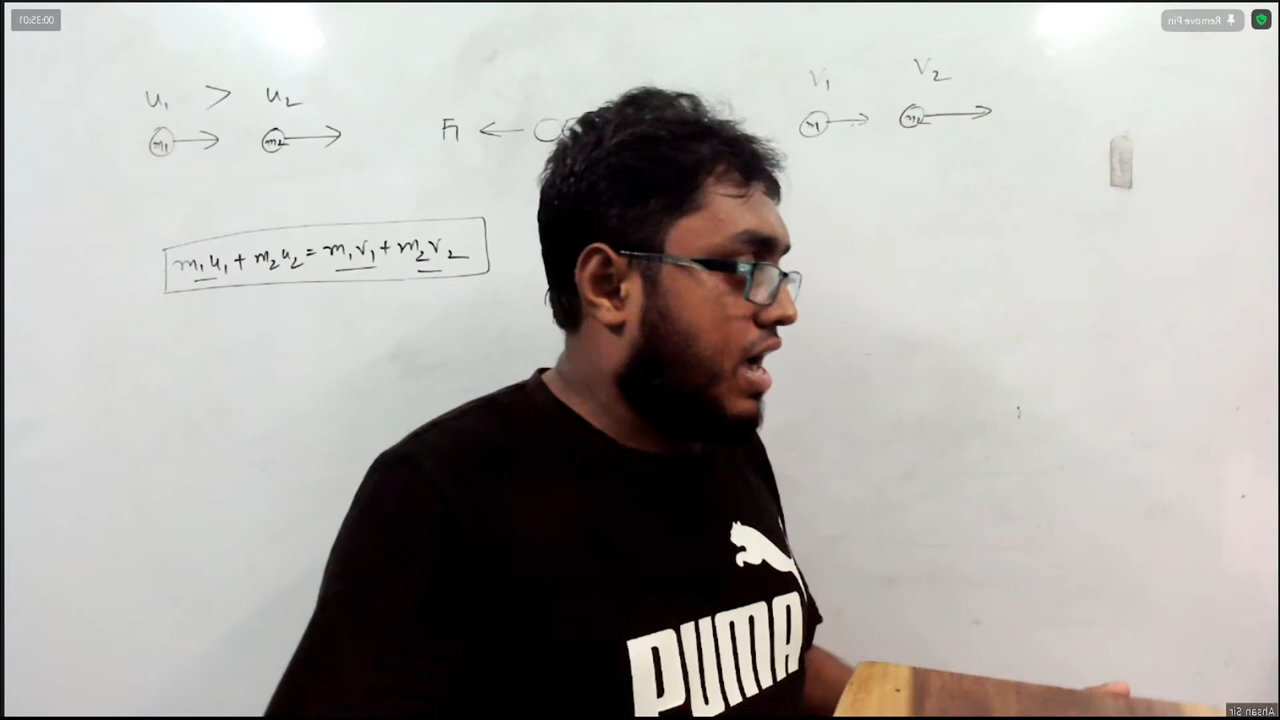 00:35:01
Remove Pin
u₁ > u₂
m₁ m₂
F₁
v₁ v₂
m₁ m₂
m₁u₁ + m₂u₂ = m₁v₁ + m₂v₂
PUMA
Ahsan Sir